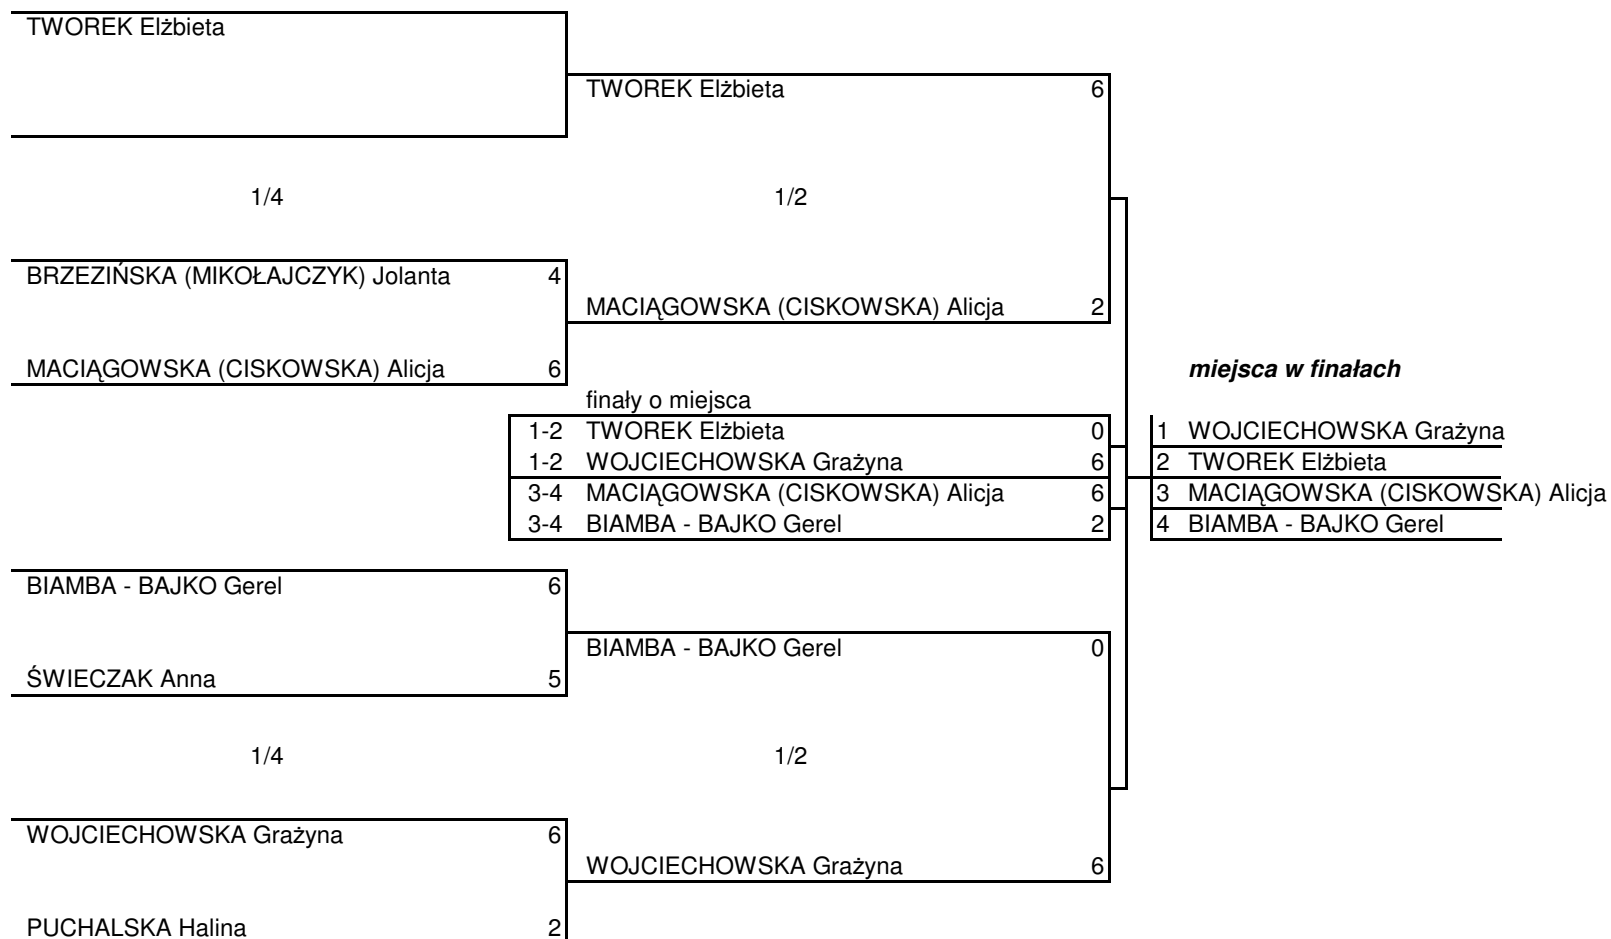 TWOREK Elżbieta
TWOREK Elżbieta 6
1/4 1/2
BRZEZIŃSKA (MIKOŁAJCZYK) Jolanta 4
MACIĄGOWSKA (CISKOWSKA) Alicja 2
MACIĄGOWSKA (CISKOWSKA) Alicja 6 miejsca w finałach
finały o miejsca
1-2 TWOREK Elżbieta 0 1 WOJCIECHOWSKA Grażyna
1-2 WOJCIECHOWSKA Grażyna 6 2 TWOREK Elżbieta
3-4 MACIĄGOWSKA (CISKOWSKA) Alicja 6 3 MACIĄGOWSKA (CISKOWSKA) Alicja
3-4 BIAMBA - BAJKO Gerel 2 4 BIAMBA - BAJKO Gerel
BIAMBA - BAJKO Gerel 6
BIAMBA - BAJKO Gerel 0
ŚWIECZAK Anna 5
1/4 1/2
WOJCIECHOWSKA Grażyna 6
WOJCIECHOWSKA Grażyna 6
PUCHALSKA Halina 2